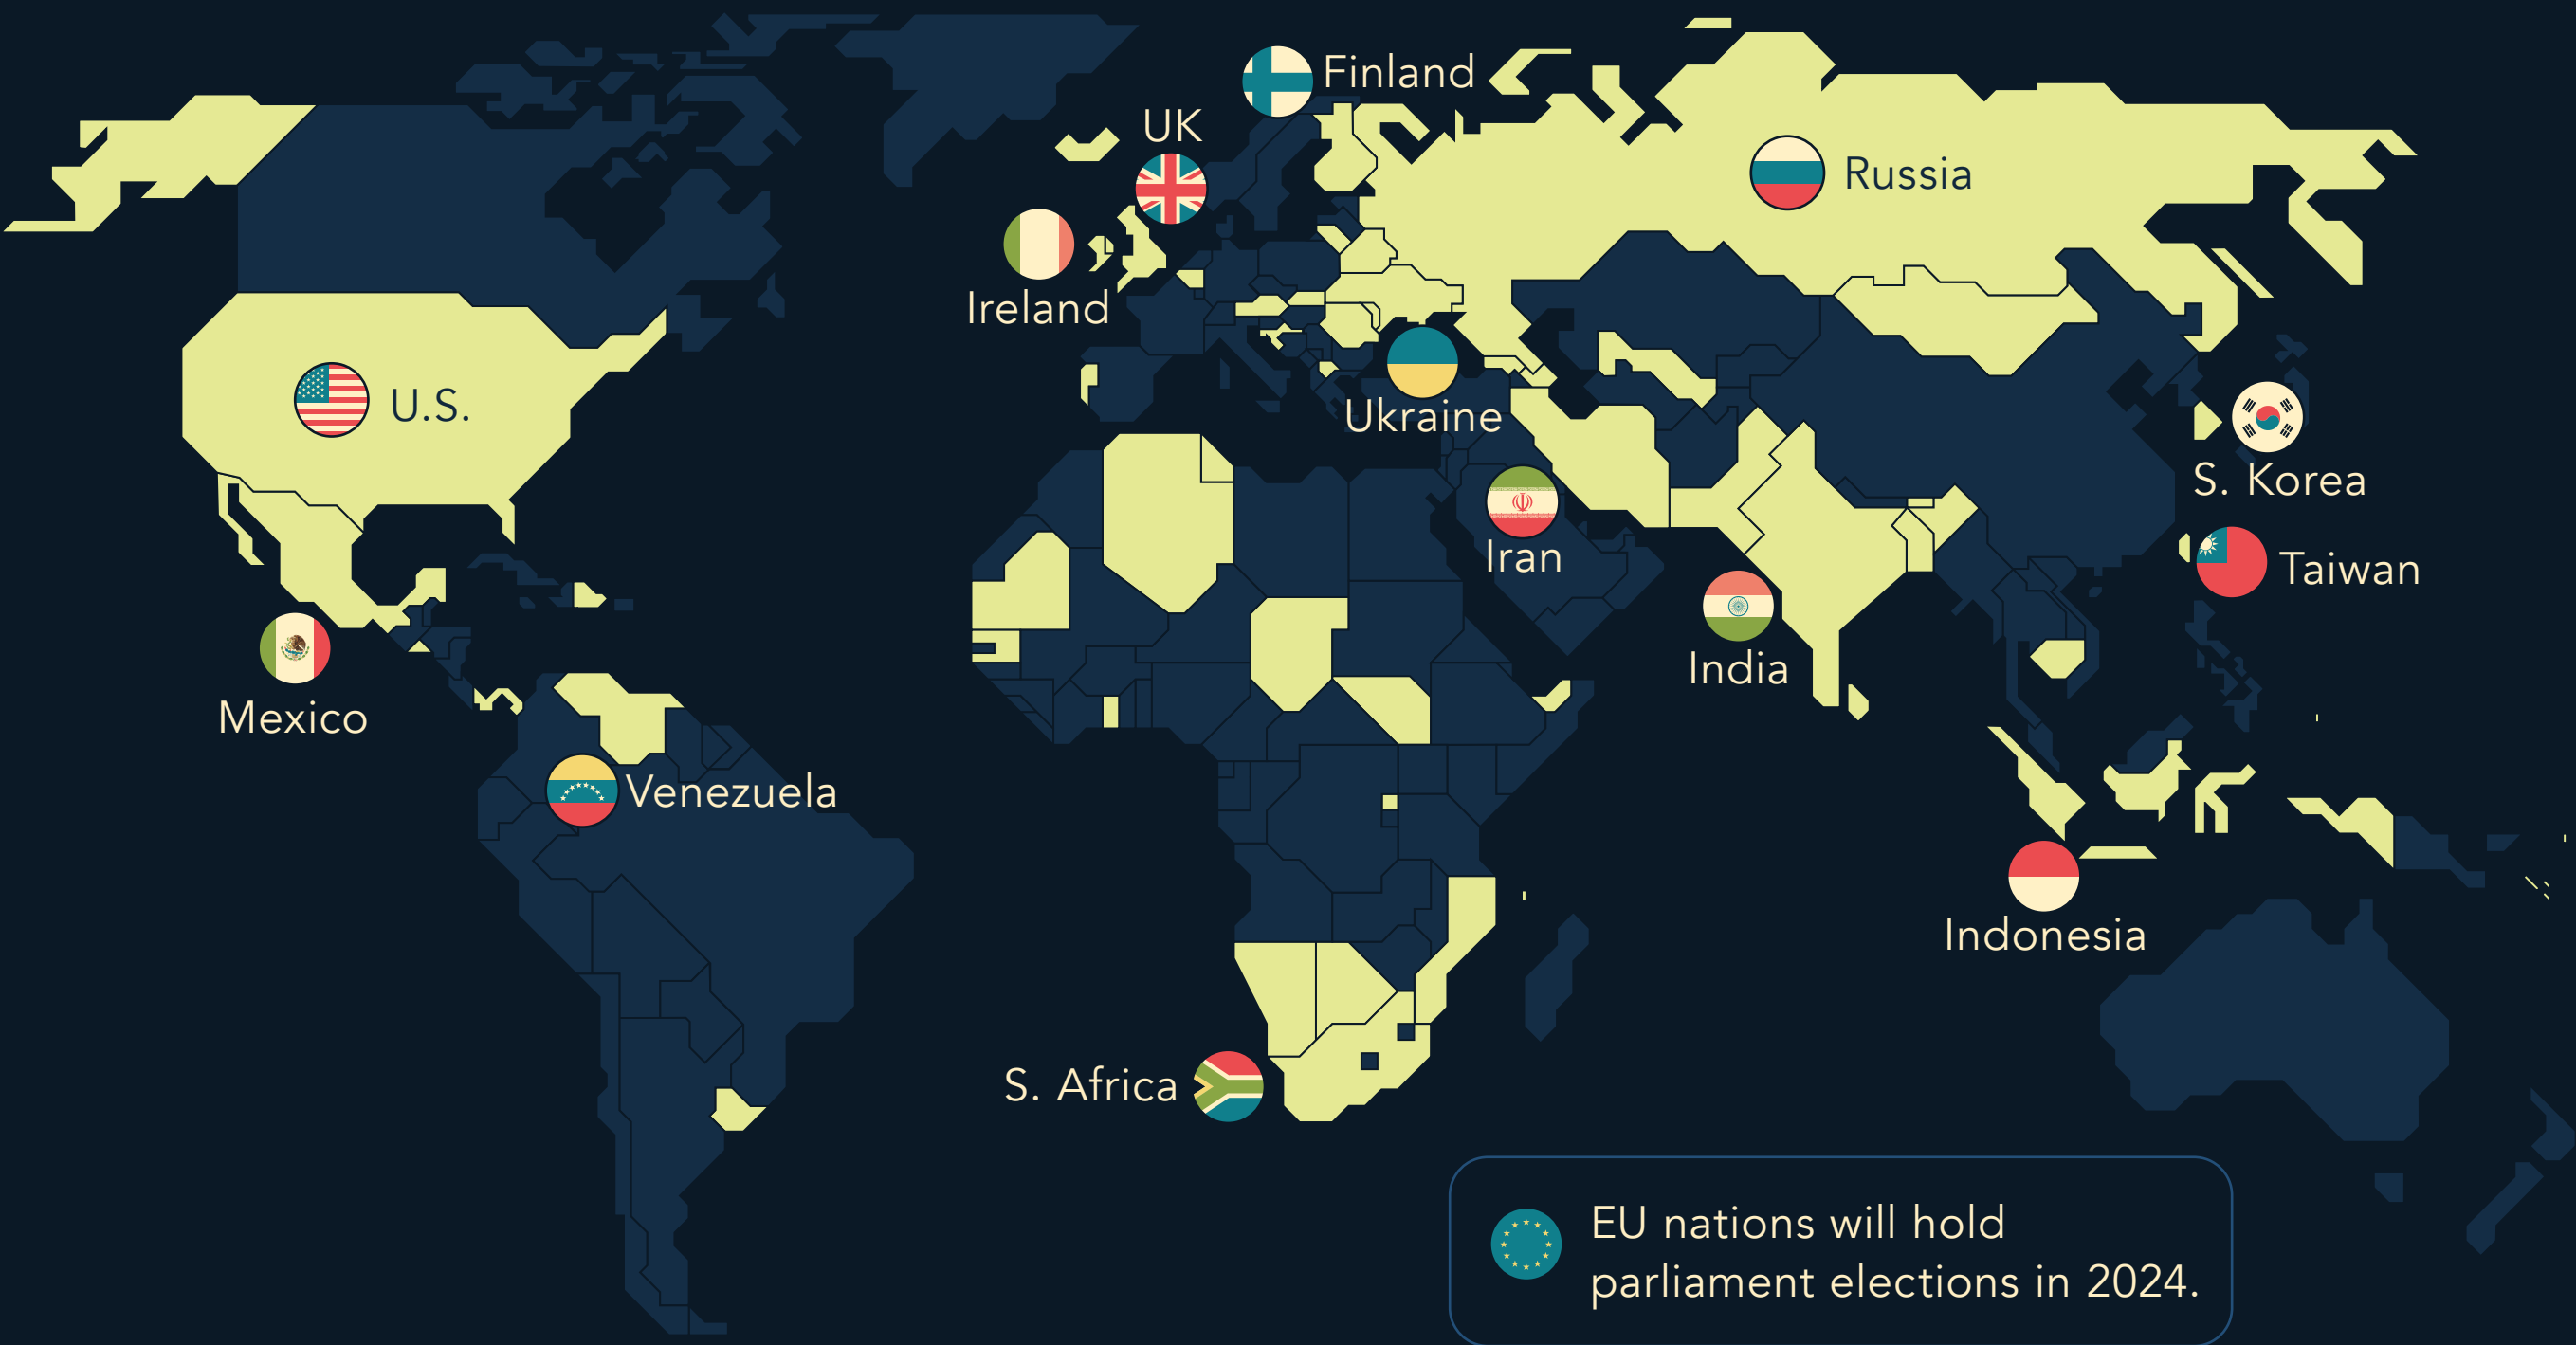 Finland
UK
Russia
Ireland
U.S.
Ukraine
S. Korea
Iran
Taiwan
India
Mexico
Venezuela
Indonesia
S. Africa
EU nations will hold
parliament elections in 2024.